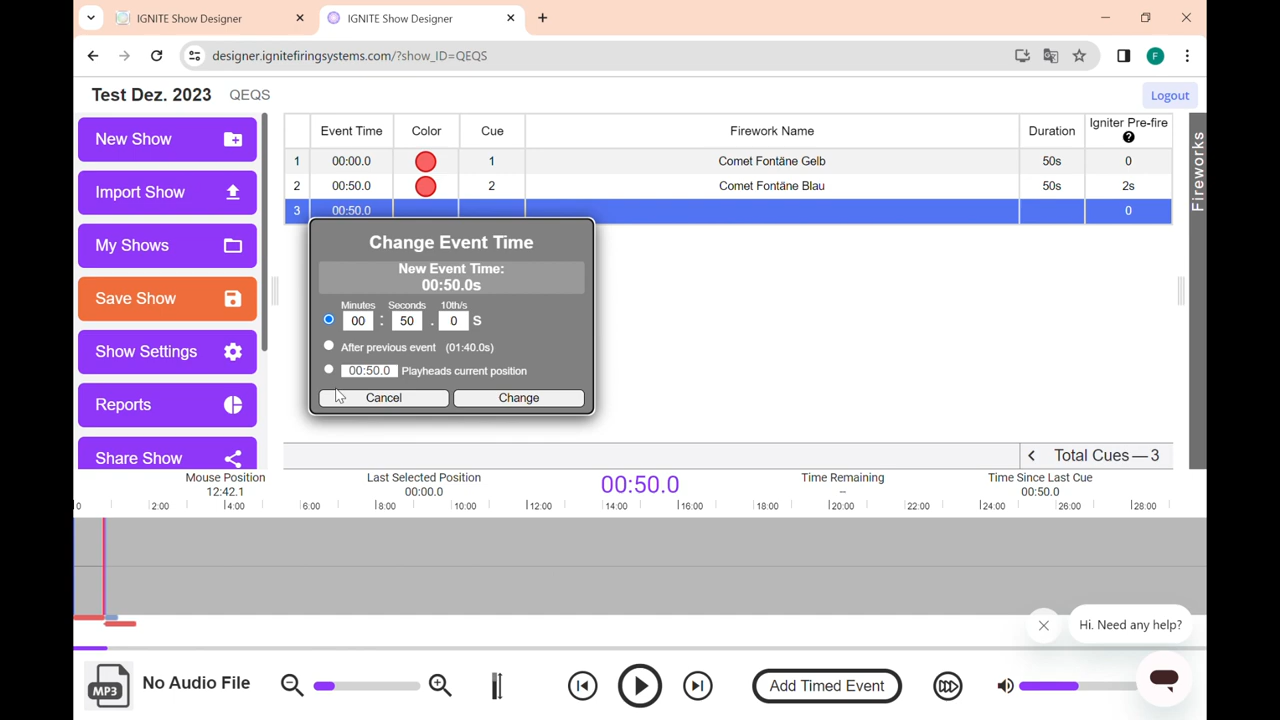 IGNITE Show Designer
IGNITE Show Designer
designer.ignitefiringsystems.com/?show_ID=QEQS
F
Test Dez. 2023 QEQS
Logout
New Show
Import Show
My Shows
Save Show
Show Settings
Reports
Share Show
Event Time Color Cue Firework Name Duration Igniter Pre-fire
1 00:00.0 1 Comet Fontäne Gelb 50s 0
2 00:50.0 2 Comet Fontäne Blau 50s 2s
3 00:50.0 0
Fireworks
Change Event Time
New Event Time:
00:50.0s
Minutes Seconds 10th/s
00 : 50 . 0 S
After previous event (01:40.0s)
00:50.0 Playheads current position
Cancel Change
Total Cues — 3
Mouse Position
12:42.1
Last Selected Position
00:00.0
00:50.0
Time Remaining
--
Time Since Last Cue
00:50.0
0 2:00 4:00 6:00 8:00 10:00 12:00 14:00 16:00 18:00 20:00 22:00 24:00 26:00 28:00
Hi. Need any help?
MP3
No Audio File
Add Timed Event